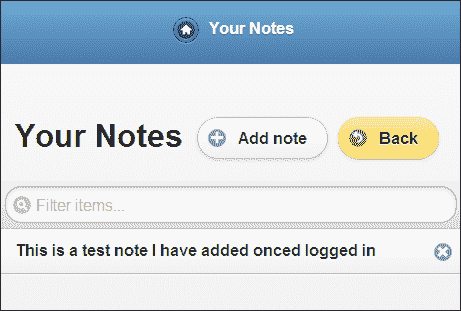 Your Notes
Your Notes Add note Back
Filter items...
This is a test note I have added onced logged in